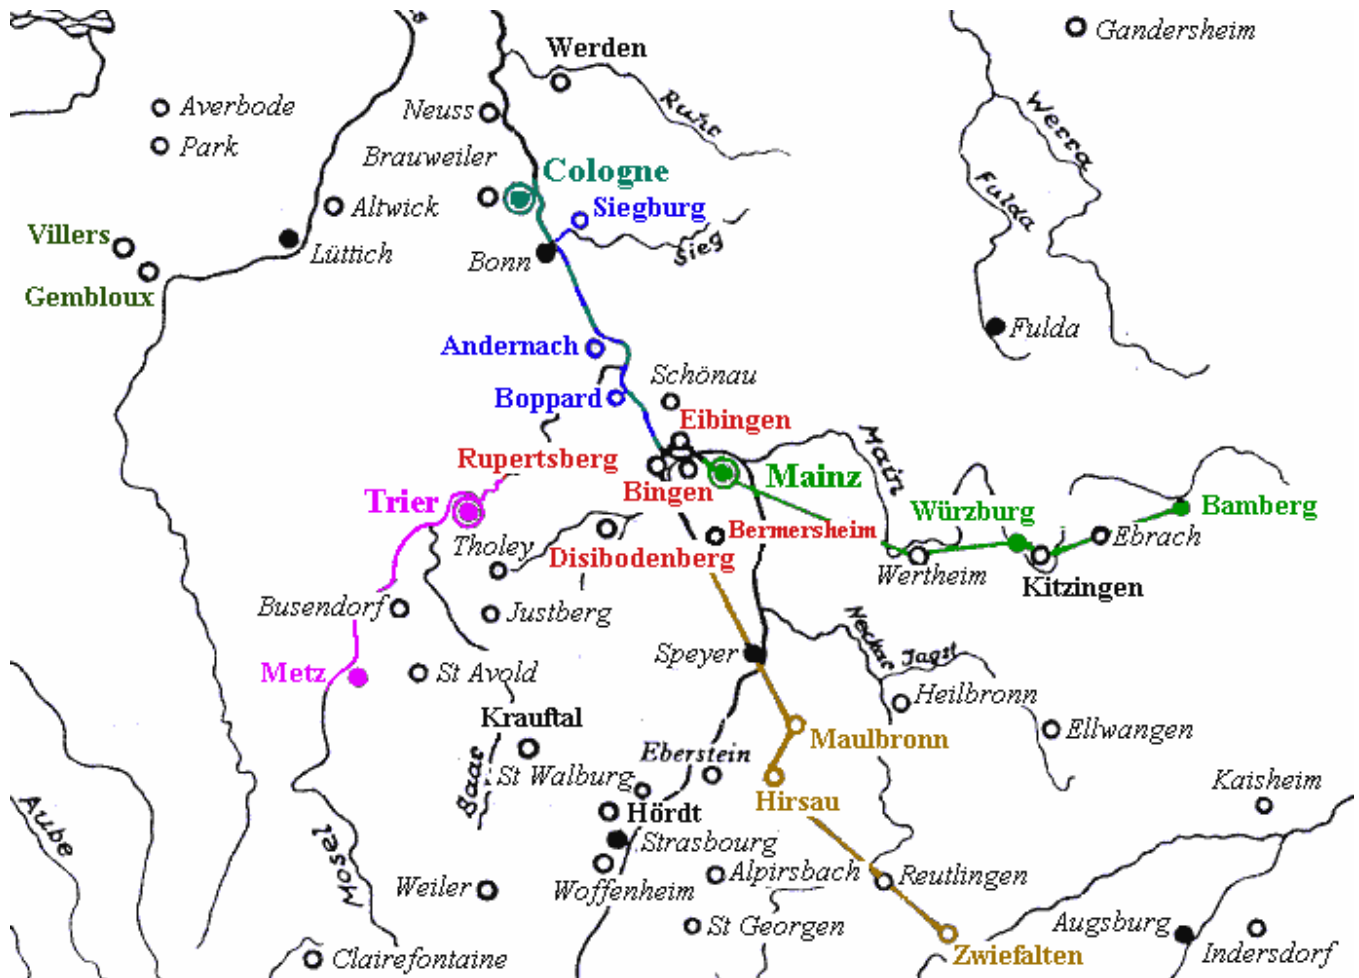 Gandersheim
Werden
Averbode
Neuss
Ruhr
Werra
Park
Brauweiler
Cologne
Fulda
Altwick
Siegburg
Villers
Lüttich
Bonn
Sieg
Gembloux
Fulda
Andernach
Schönau
Boppard
Eibingen
Main
Rupertsberg
Mainz
Trier
Bingen
Würzburg
Bamberg
Bermersheim
Ebrach
Tholey
Disibodenberg
Wertheim
Kitzingen
Busendorf
Justberg
Neckar
Speyer
Jagst
Metz
St Avold
Heilbronn
Krauftal
Maulbronn
Ellwangen
Eberstein
St Walburg
Kaisheim
Saar
Hirsau
Hördt
Aube
Strasbourg
Mosel
Alpirsbach
Reutlingen
Weiler
Woffenheim
St Georgen
Augsburg
Zwiefalten
Indersdorf
Clairefontaine